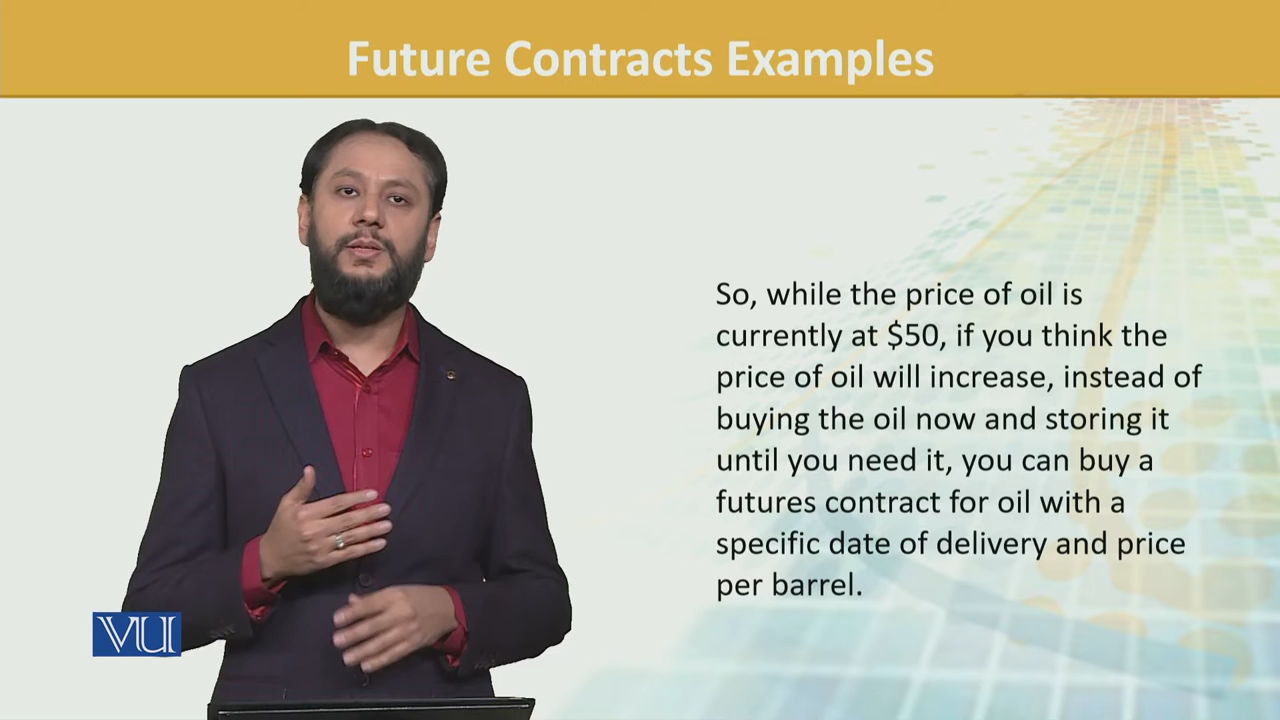 Future Contracts Examples
So, while the price of oil is
currently at $50, if you think the
price of oil will increase, instead of
buying the oil now and storing it
until you need it, you can buy a
futures contract for oil with a
specific date of delivery and price
per barrel.
VU